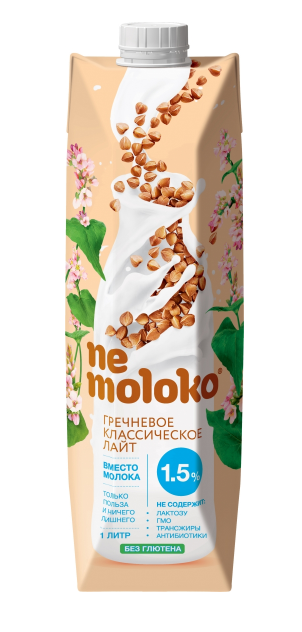 ne
moloko®
ГРЕЧНЕВОЕ
КЛАССИЧЕСКОЕ
ЛАЙТ
ВМЕСТО
МОЛОКА
1.5%
ТОЛЬКО
ПОЛЬЗА
И НИЧЕГО
ЛИШНЕГО
1 ЛИТР
НЕ СОДЕРЖИТ:
• ЛАКТОЗУ
• ГМО
• ТРАНСЖИРЫ
• АНТИБИОТИКИ
БЕЗ ГЛЮТЕНА